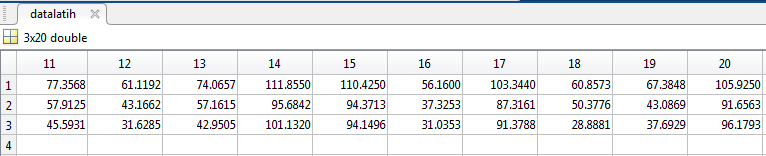 datalatih
3x20 double
11 12 13 14 15 16 17 18 19 20
1 77.3568 61.1192 74.0657 111.8550 110.4250 56.1600 103.3440 60.8573 67.3848 105.9250
2 57.9125 43.1662 57.1615 95.6842 94.3713 37.3253 87.3161 50.3776 43.0869 91.6563
3 45.5931 31.6285 42.9505 101.1320 94.1496 31.0353 91.3788 28.8881 37.6929 96.1793
4